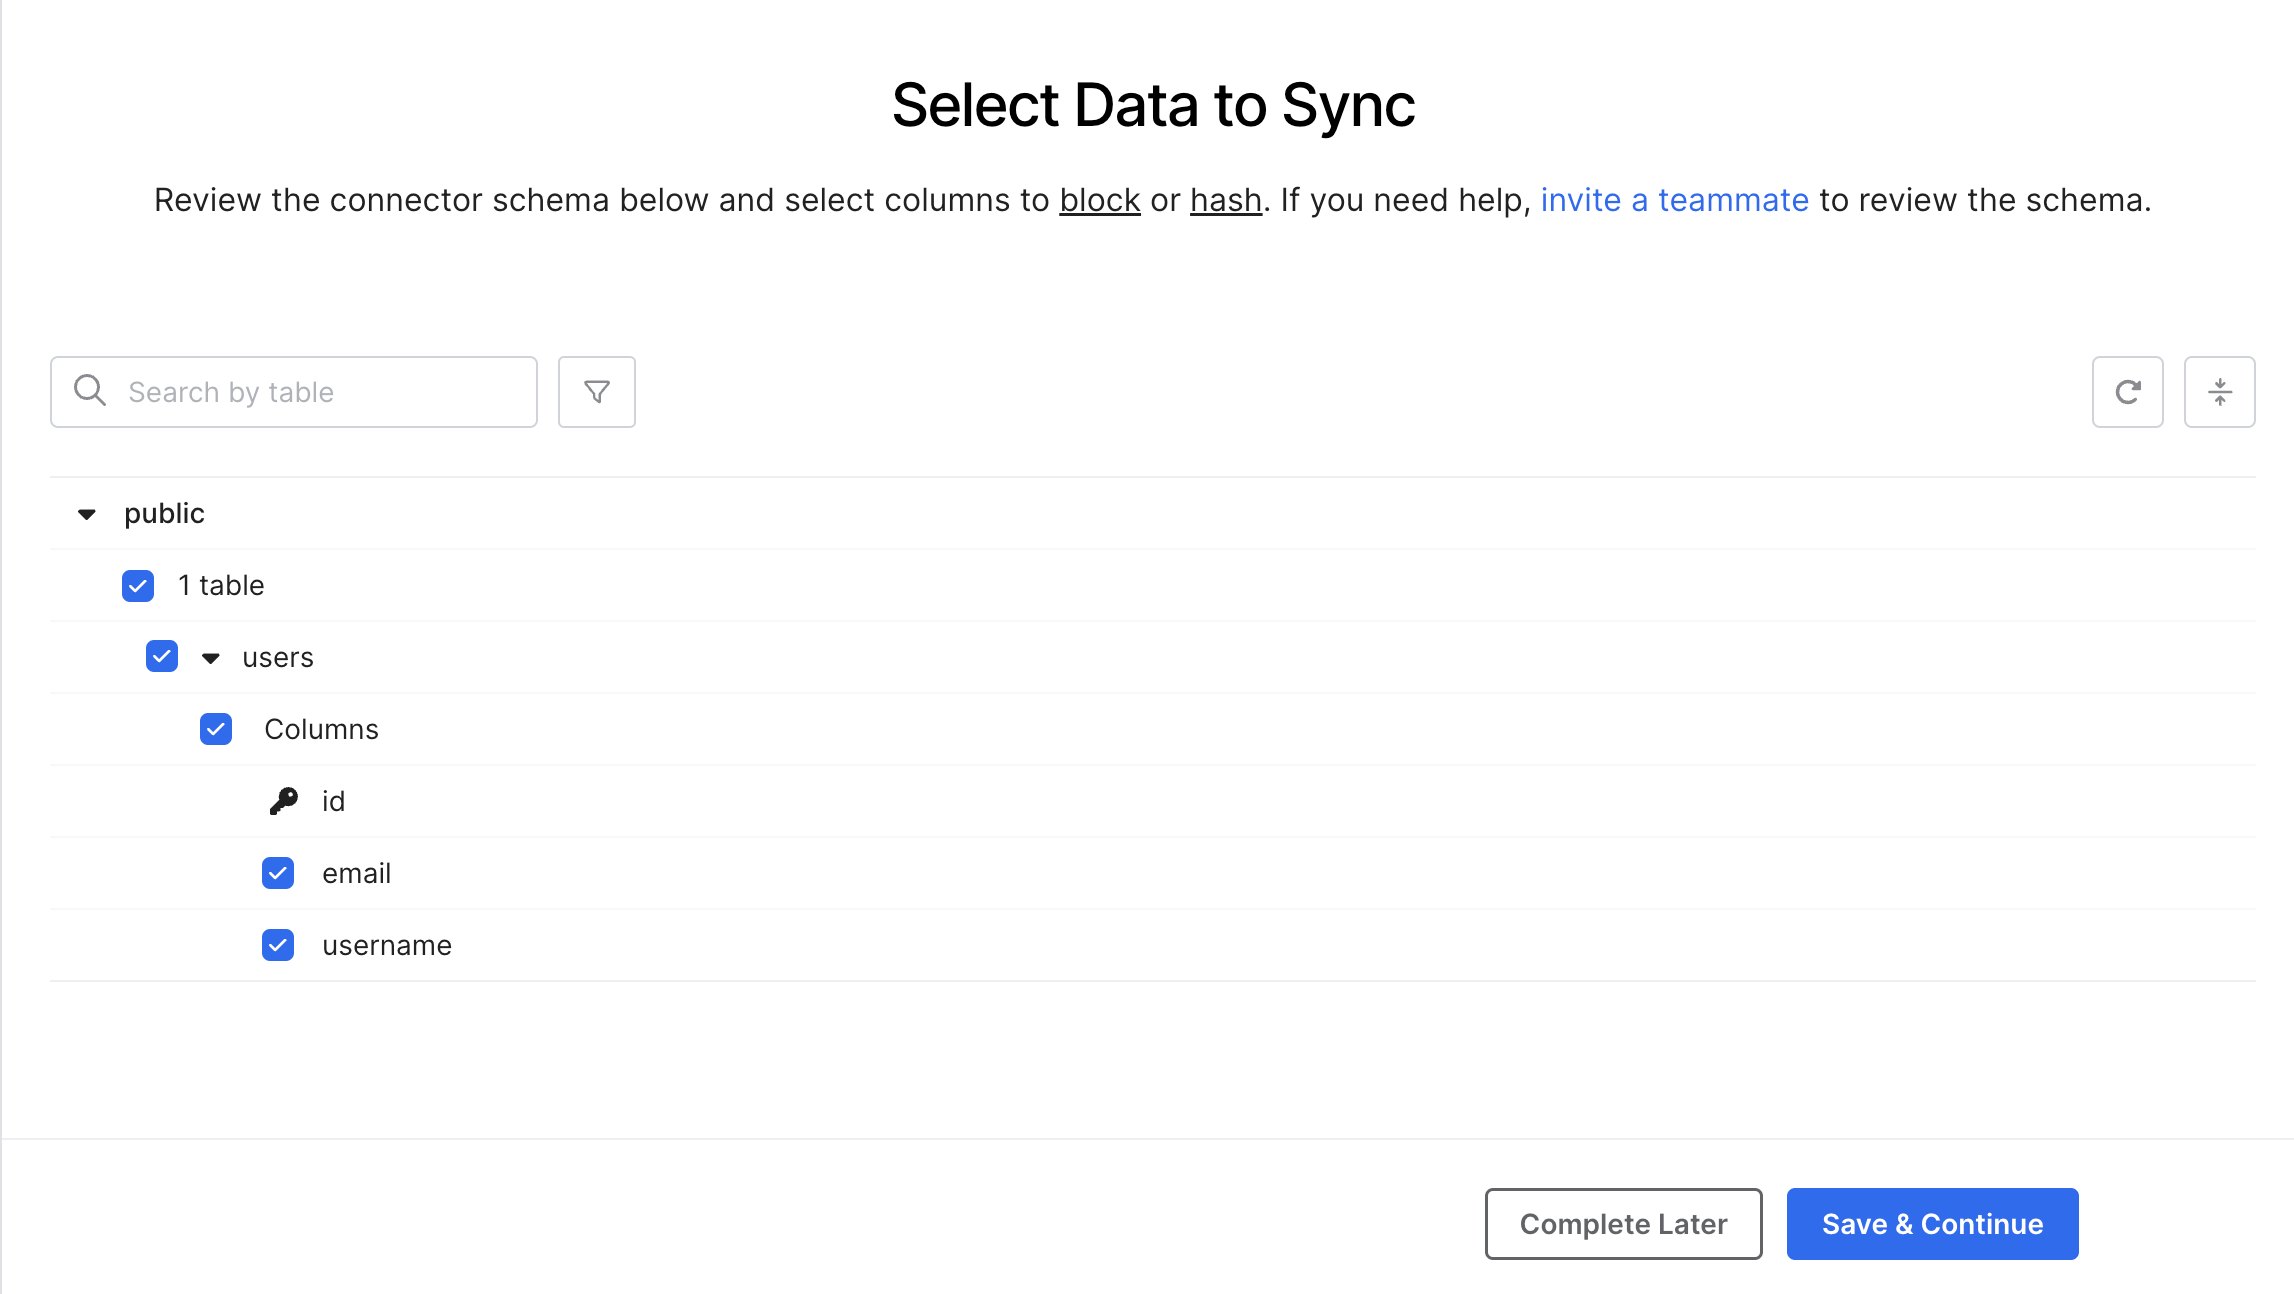 Select Data to Sync
Review the connector schema below and select columns to block or hash. If you need help, invite a teammate to review the schema.
Search by table
public
1 table
users
Columns
id
email
username
Complete Later
Save & Continue